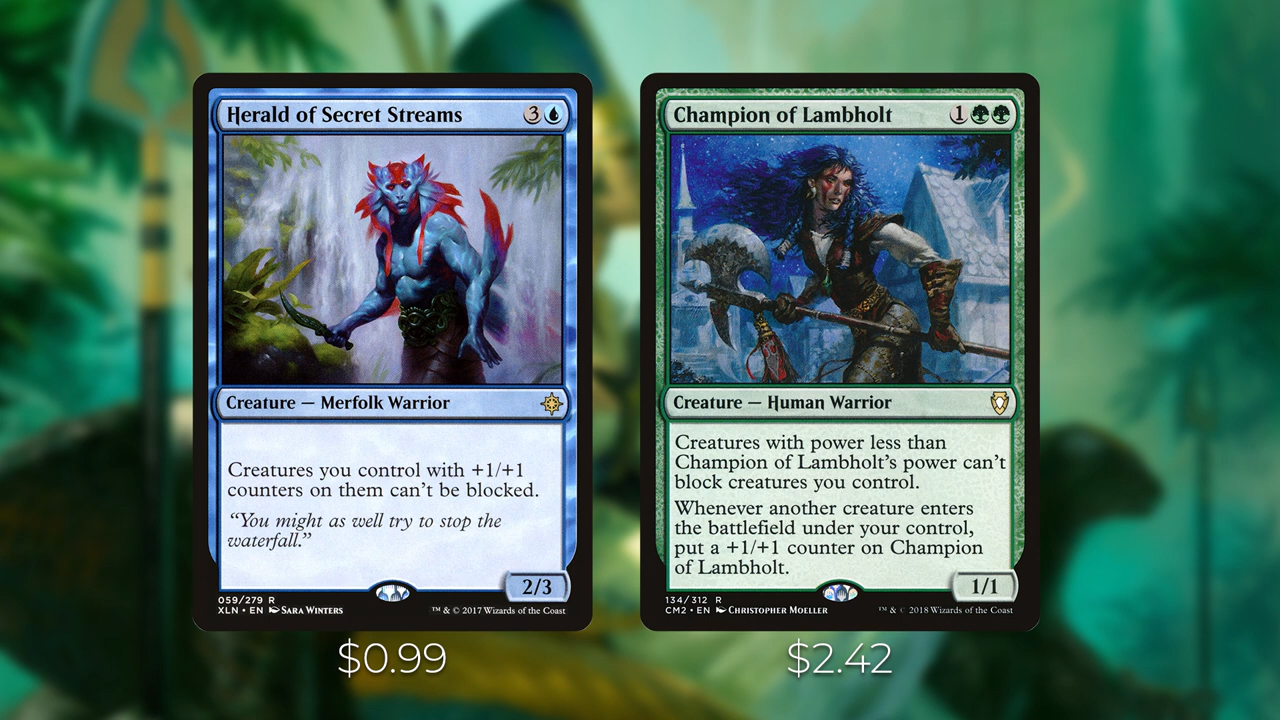 Herald of Secret Streams 3
Creature — Merfolk Warrior
Creatures you control with +1/+1
counters on them can't be blocked.
"You might as well try to stop the
waterfall."
2/3
059/279 R
XLN • EN Sara Winters
™ & © 2017 Wizards of the Coast
$0.99
Champion of Lambholt 1
Creature — Human Warrior
Creatures with power less than
Champion of Lambholt's power can't
block creatures you control.
Whenever another creature enters
the battlefield under your control,
put a +1/+1 counter on Champion
of Lambholt.
1/1
134/312 R
CM2 • EN Christopher Moeller
™ & © 2018 Wizards of the Coast
$2.42